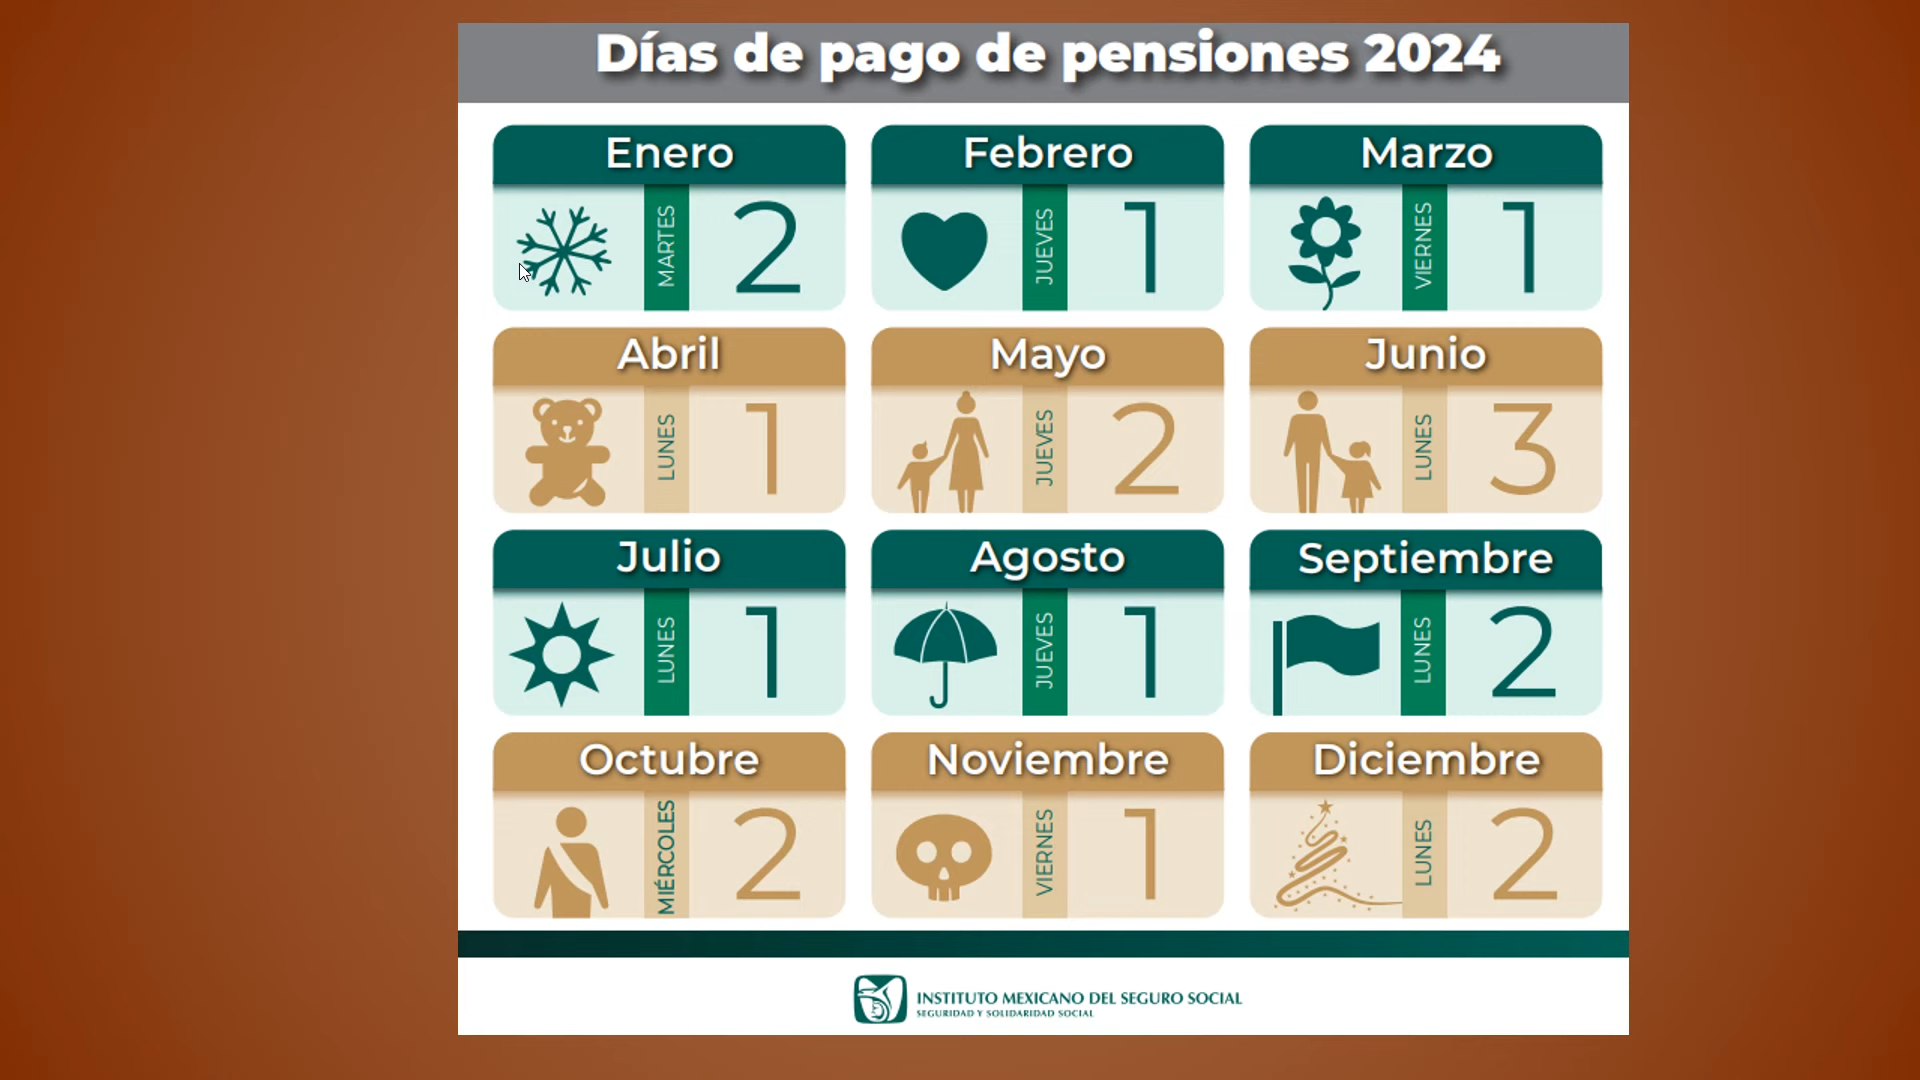 Días de pago de pensiones 2024
Enero
MARTES
2
Febrero
JUEVES
1
Marzo
VIERNES
1
Abril
LUNES
1
Mayo
JUEVES
2
Junio
LUNES
3
Julio
LUNES
1
Agosto
JUEVES
1
Septiembre
LUNES
2
Octubre
MIÉRCOLES
2
Noviembre
VIERNES
1
Diciembre
LUNES
2
INSTITUTO MEXICANO DEL SEGURO SOCIAL
SEGURIDAD Y SOLIDARIDAD SOCIAL